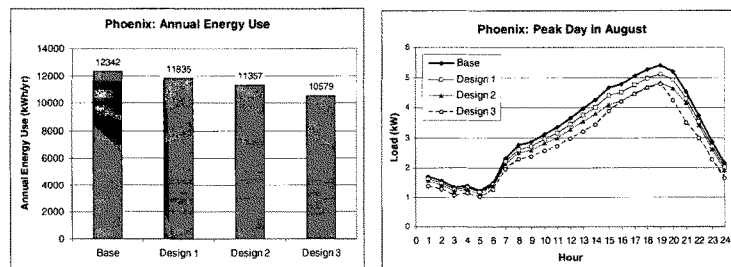 Phoenix: Annual Energy Use
Annual Energy Use (kWh/yr)
14000
12000
10000
8000
6000
4000
2000
0
12342
11835
11357
10579
Base Design 1 Design 2 Design 3
Phoenix: Peak Day in August
Load (kW)
6
5
4
3
2
1
0
Base
Design 1
Design 2
Design 3
0 1 2 3 4 5 6 7 8 9 10 11 12 13 14 15 16 17 18 19 20 21 22 23 24
Hour